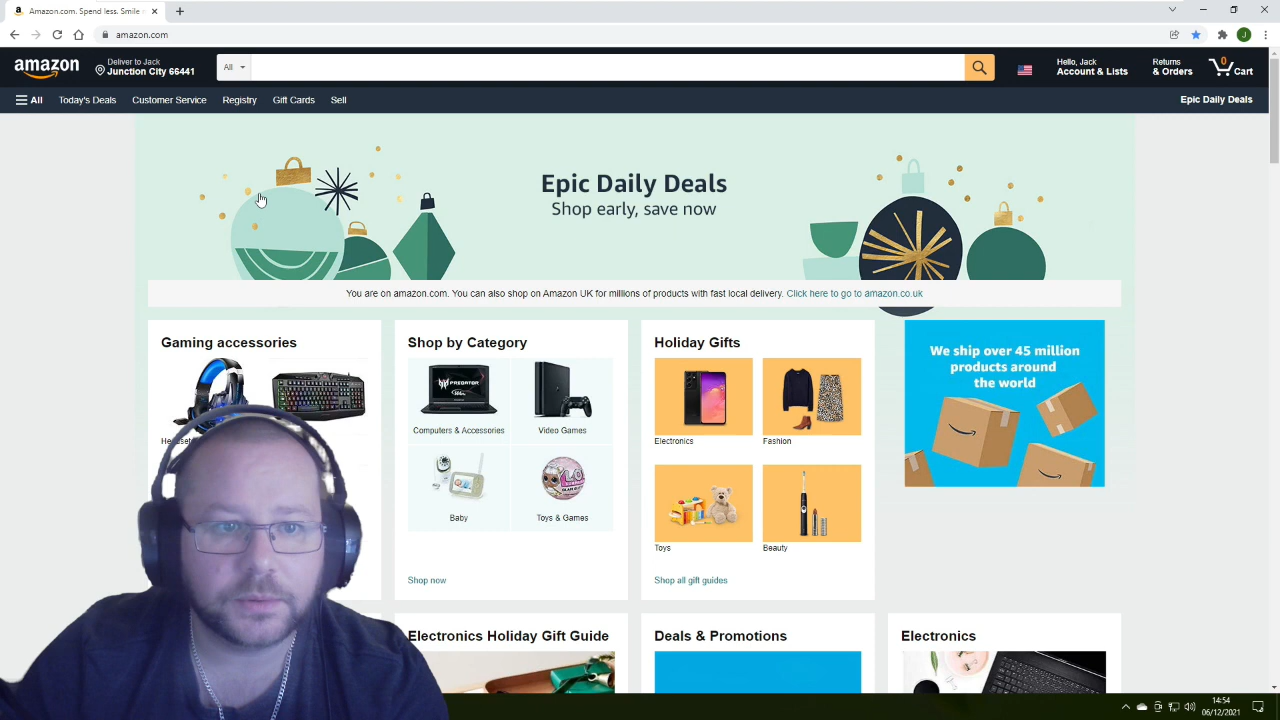 Amazon.com. Spend less. Smile
amazon.com
J
amazon
Deliver to Jack
Junction City 66441
All
Hello, Jack
Account & Lists
Returns
& Orders
0
Cart
All
Today's Deals
Customer Service
Registry
Gift Cards
Sell
Epic Daily Deals
Epic Daily Deals
Shop early, save now
You are on amazon.com. You can also shop on Amazon UK for millions of products with fast local delivery. Click here to go to amazon.co.uk
Gaming accessories
Shop by Category
PREDATOR
Computers & Accessories
Video Games
Baby
Toys & Games
Shop now
Holiday Gifts
Electronics
Fashion
Toys
Beauty
Shop all gift guides
We ship over 45 million
products around
the world
Electronics Holiday Gift Guide
Deals & Promotions
Electronics
14:54
06/12/2021